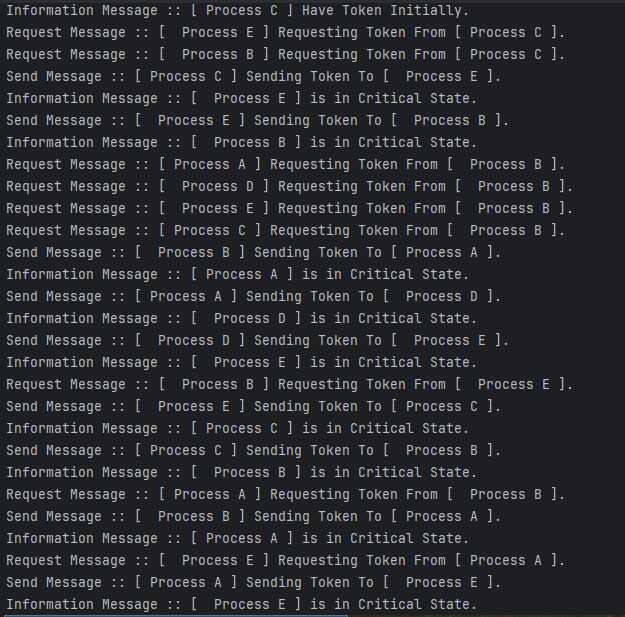 Information Message :: [ Process C ] Have Token Initially.
Request Message :: [  Process E ] Requesting Token From [ Process C ].
Request Message :: [  Process B ] Requesting Token From [ Process C ].
Send Message :: [ Process C ] Sending Token To [  Process E ].
Information Message :: [  Process E ] is in Critical State.
Send Message :: [  Process E ] Sending Token To [  Process B ].
Information Message :: [  Process B ] is in Critical State.
Request Message :: [ Process A ] Requesting Token From [  Process B ].
Request Message :: [  Process D ] Requesting Token From [  Process B ].
Request Message :: [  Process E ] Requesting Token From [  Process B ].
Request Message :: [ Process C ] Requesting Token From [  Process B ].
Send Message :: [  Process B ] Sending Token To [ Process A ].
Information Message :: [ Process A ] is in Critical State.
Send Message :: [ Process A ] Sending Token To [  Process D ].
Information Message :: [  Process D ] is in Critical State.
Send Message :: [  Process D ] Sending Token To [  Process E ].
Information Message :: [  Process E ] is in Critical State.
Request Message :: [  Process B ] Requesting Token From [  Process E ].
Send Message :: [  Process E ] Sending Token To [ Process C ].
Information Message :: [ Process C ] is in Critical State.
Send Message :: [ Process C ] Sending Token To [  Process B ].
Information Message :: [  Process B ] is in Critical State.
Request Message :: [ Process A ] Requesting Token From [  Process B ].
Send Message :: [  Process B ] Sending Token To [ Process A ].
Information Message :: [ Process A ] is in Critical State.
Request Message :: [  Process E ] Requesting Token From [ Process A ].
Send Message :: [ Process A ] Sending Token To [  Process E ].
Information Message :: [  Process E ] is in Critical State.